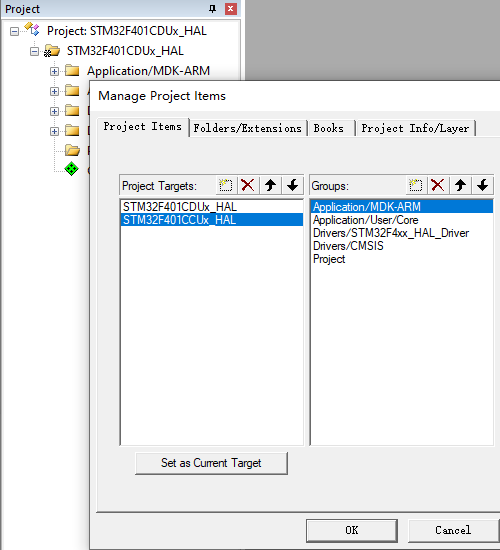 Project
Project: STM32F401CDUx_HAL
STM32F401CDUx_HAL
Application/MDK-ARM
Manage Project Items
Project Items
Folders/Extensions
Books
Project Info/Layer
Project Targets:
Groups:
STM32F401CDUx_HAL
STM32F401CCUx_HAL
Application/MDK-ARM
Application/User/Core
Drivers/STM32F4xx_HAL_Driver
Drivers/CMSIS
Project
Set as Current Target
OK
Cancel